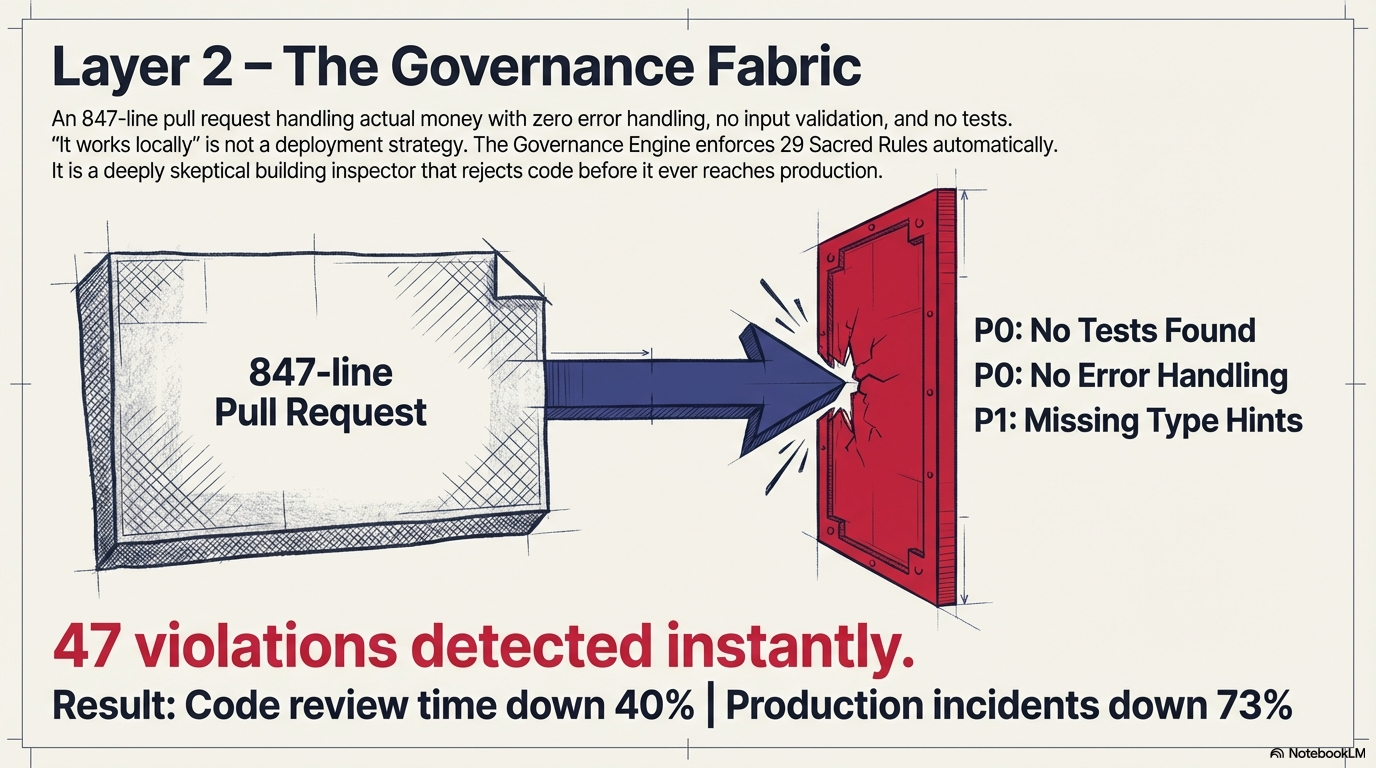 Layer 2 – The Governance Fabric
An 847-line pull request handling actual money with zero error handling, no input validation, and no tests.
“It works locally” is not a deployment strategy. The Governance Engine enforces 29 Sacred Rules automatically.
It is a deeply skeptical building inspector that rejects code before it ever reaches production.
847-line
Pull Request
P0: No Tests Found
P0: No Error Handling
P1: Missing Type Hints
47 violations detected instantly.
Result: Code review time down 40% | Production incidents down 73%
NotebookLM